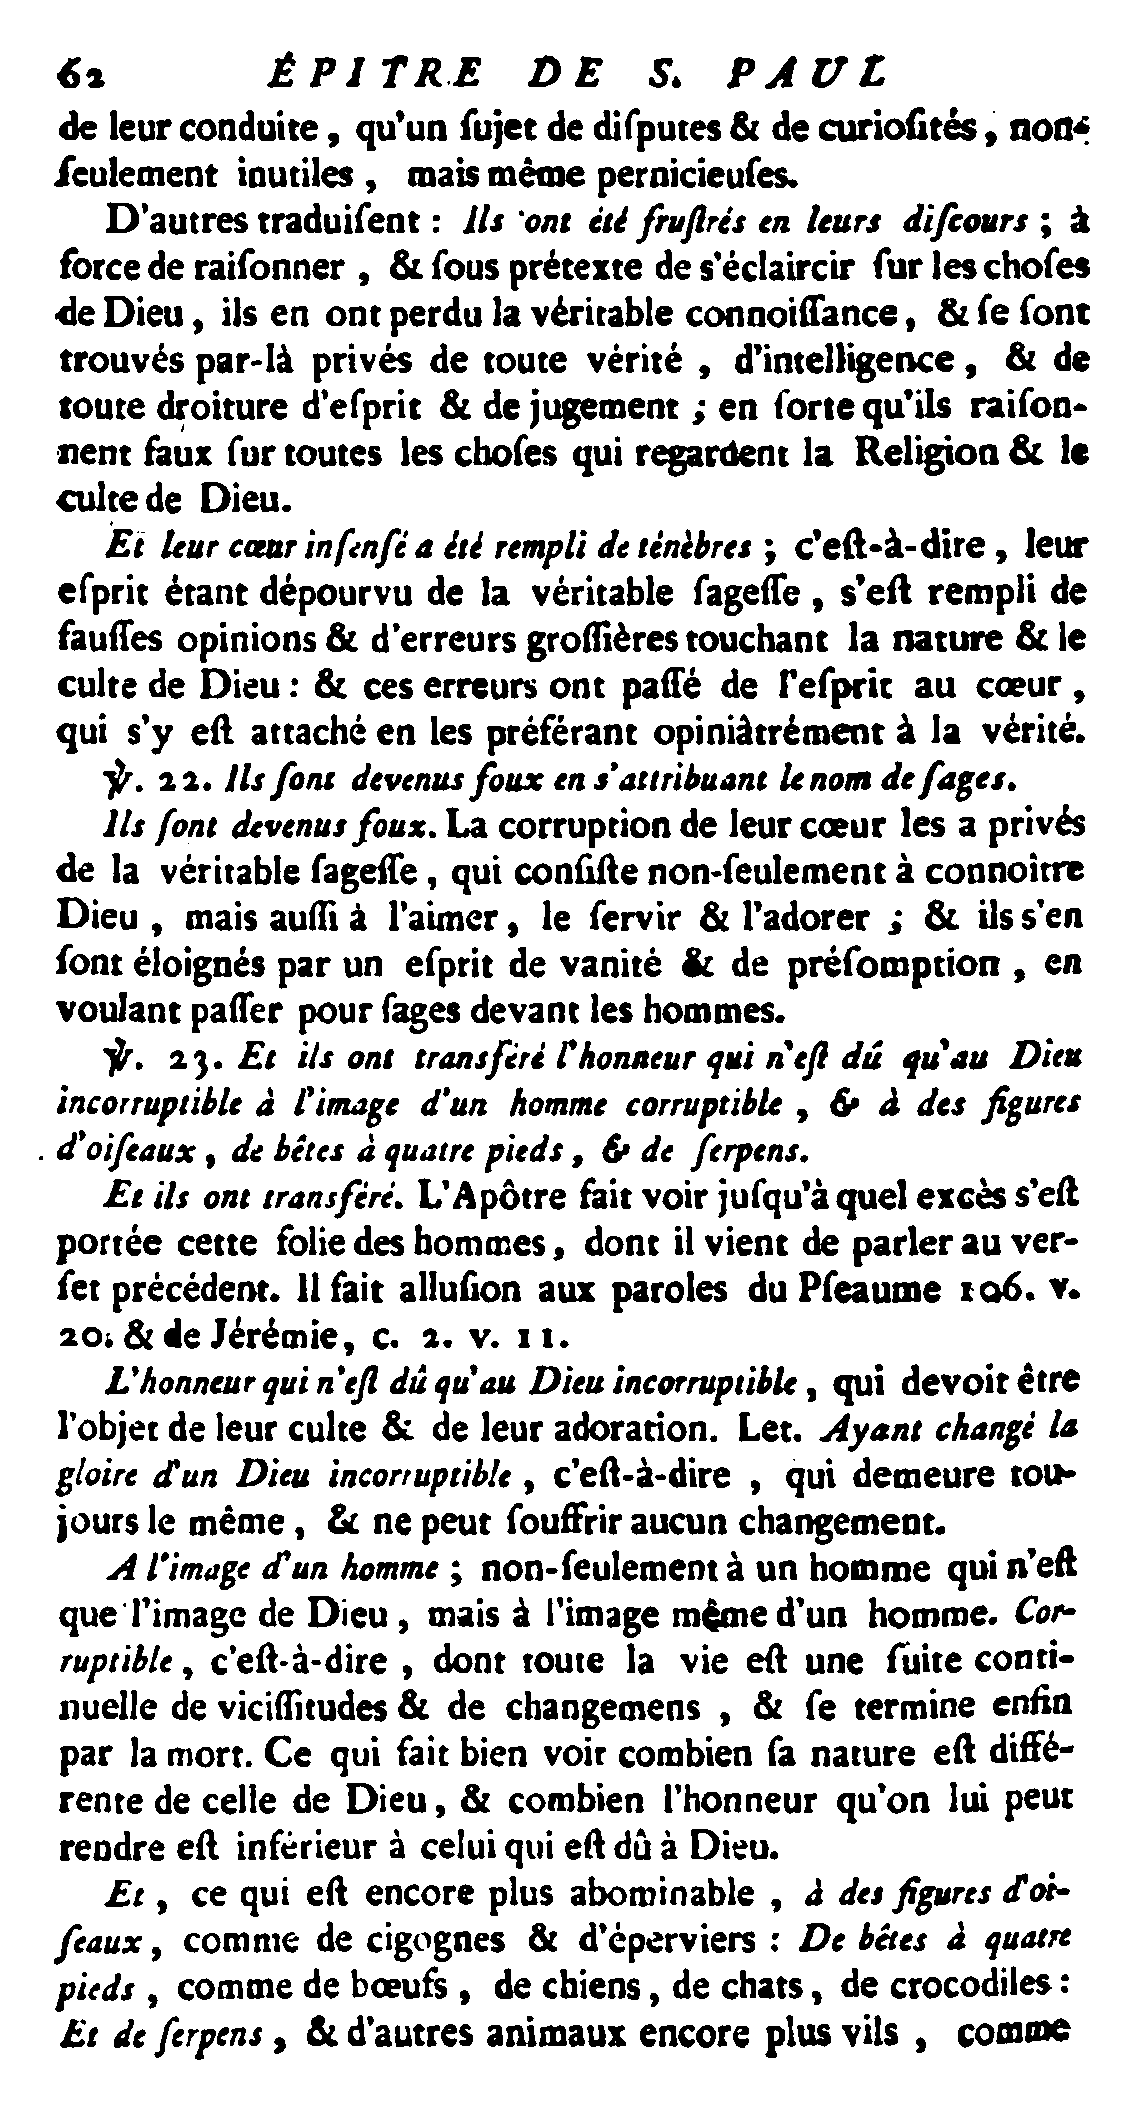 62 ÉPITRE DE S. PAUL
de leur conduite, qu'un ſujet de diſputes & de curioſités, non-
ſeulement inutiles, mais même pernicieuſes.
D'autres traduiſent : Ils ont été fruſtrés en leurs diſcours ; à
force de raiſonner, & ſous prétexte de s'éclaircir ſur les choſes
de Dieu, ils en ont perdu la véritable connoiſſance, & ſe ſont
trouvés par-là privés de toute vérité, d'intelligence, & de
toute droiture d'eſprit & de jugement ; en ſorte qu'ils raiſon-
nent faux ſur toutes les choſes qui regardent la Religion & le
culte de Dieu.
Et leur cœur inſenſé a été rempli de ténèbres ; c'eſt-à-dire, leur
eſprit étant dépourvu de la véritable ſageſſe, s'eſt rempli de
fauſſes opinions & d'erreurs groſſières touchant la nature & le
culte de Dieu : & ces erreurs ont paſſé de l'eſprit au cœur,
qui s'y eſt attaché en les préférant opiniâtrément à la vérité.
℣. 22. Ils ſont devenus foux en s'attribuant le nom de ſages.
Ils ſont devenus foux. La corruption de leur cœur les a privés
de la véritable ſageſſe, qui conſiſte non-ſeulement à connoître
Dieu, mais auſſi à l'aimer, le ſervir & l'adorer ; & ils s'en
ſont éloignés par un eſprit de vanité & de préſomption, en
voulant paſſer pour ſages devant les hommes.
℣. 23. Et ils ont transféré l'honneur qui n'eſt dû qu'au Dieu
incorruptible à l'image d'un homme corruptible, & à des figures
d'oiſeaux, de bêtes à quatre pieds, & de ſerpens.
Et ils ont transféré. L'Apôtre fait voir juſqu'à quel excès s'eſt
portée cette folie des hommes, dont il vient de parler au ver-
ſet précédent. Il fait alluſion aux paroles du Pſeaume 106. v.
20. & de Jérémie, c. 2. v. 11.
L'honneur qui n'eſt dû qu'au Dieu incorruptible, qui devoit être
l'objet de leur culte & de leur adoration. Let. Ayant changé la
gloire d'un Dieu incorruptible, c'eſt-à-dire, qui demeure tou-
jours le même, & ne peut ſouffrir aucun changement.
A l'image d'un homme ; non-ſeulement à un homme qui n'eſt
que l'image de Dieu, mais à l'image même d'un homme. Cor-
ruptible, c'eſt-à-dire, dont toute la vie eſt une ſuite conti-
nuelle de viciſſitudes & de changemens, & ſe termine enfin
par la mort. Ce qui fait bien voir combien ſa nature eſt diffé-
rente de celle de Dieu, & combien l'honneur qu'on lui peut
rendre eſt inférieur à celui qui eſt dû à Dieu.
Et, ce qui eſt encore plus abominable, à des figures d'oi-
ſeaux, comme de cigognes & d'éperviers : De bêtes à quatre
pieds, comme de bœufs, de chiens, de chats, de crocodiles :
Et de ſerpens, & d'autres animaux encore plus vils, comme